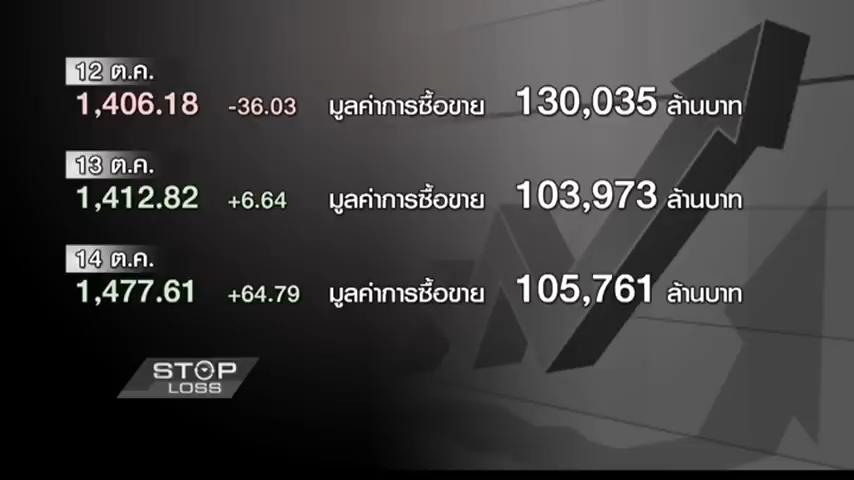 12 ต.ค.
1,406.18 -36.03 มูลค่าการซื้อขาย 130,035 ล้านบาท
13 ต.ค.
1,412.82 +6.64 มูลค่าการซื้อขาย 103,973 ล้านบาท
14 ต.ค.
1,477.61 +64.79 มูลค่าการซื้อขาย 105,761 ล้านบาท
STOP
LOSS